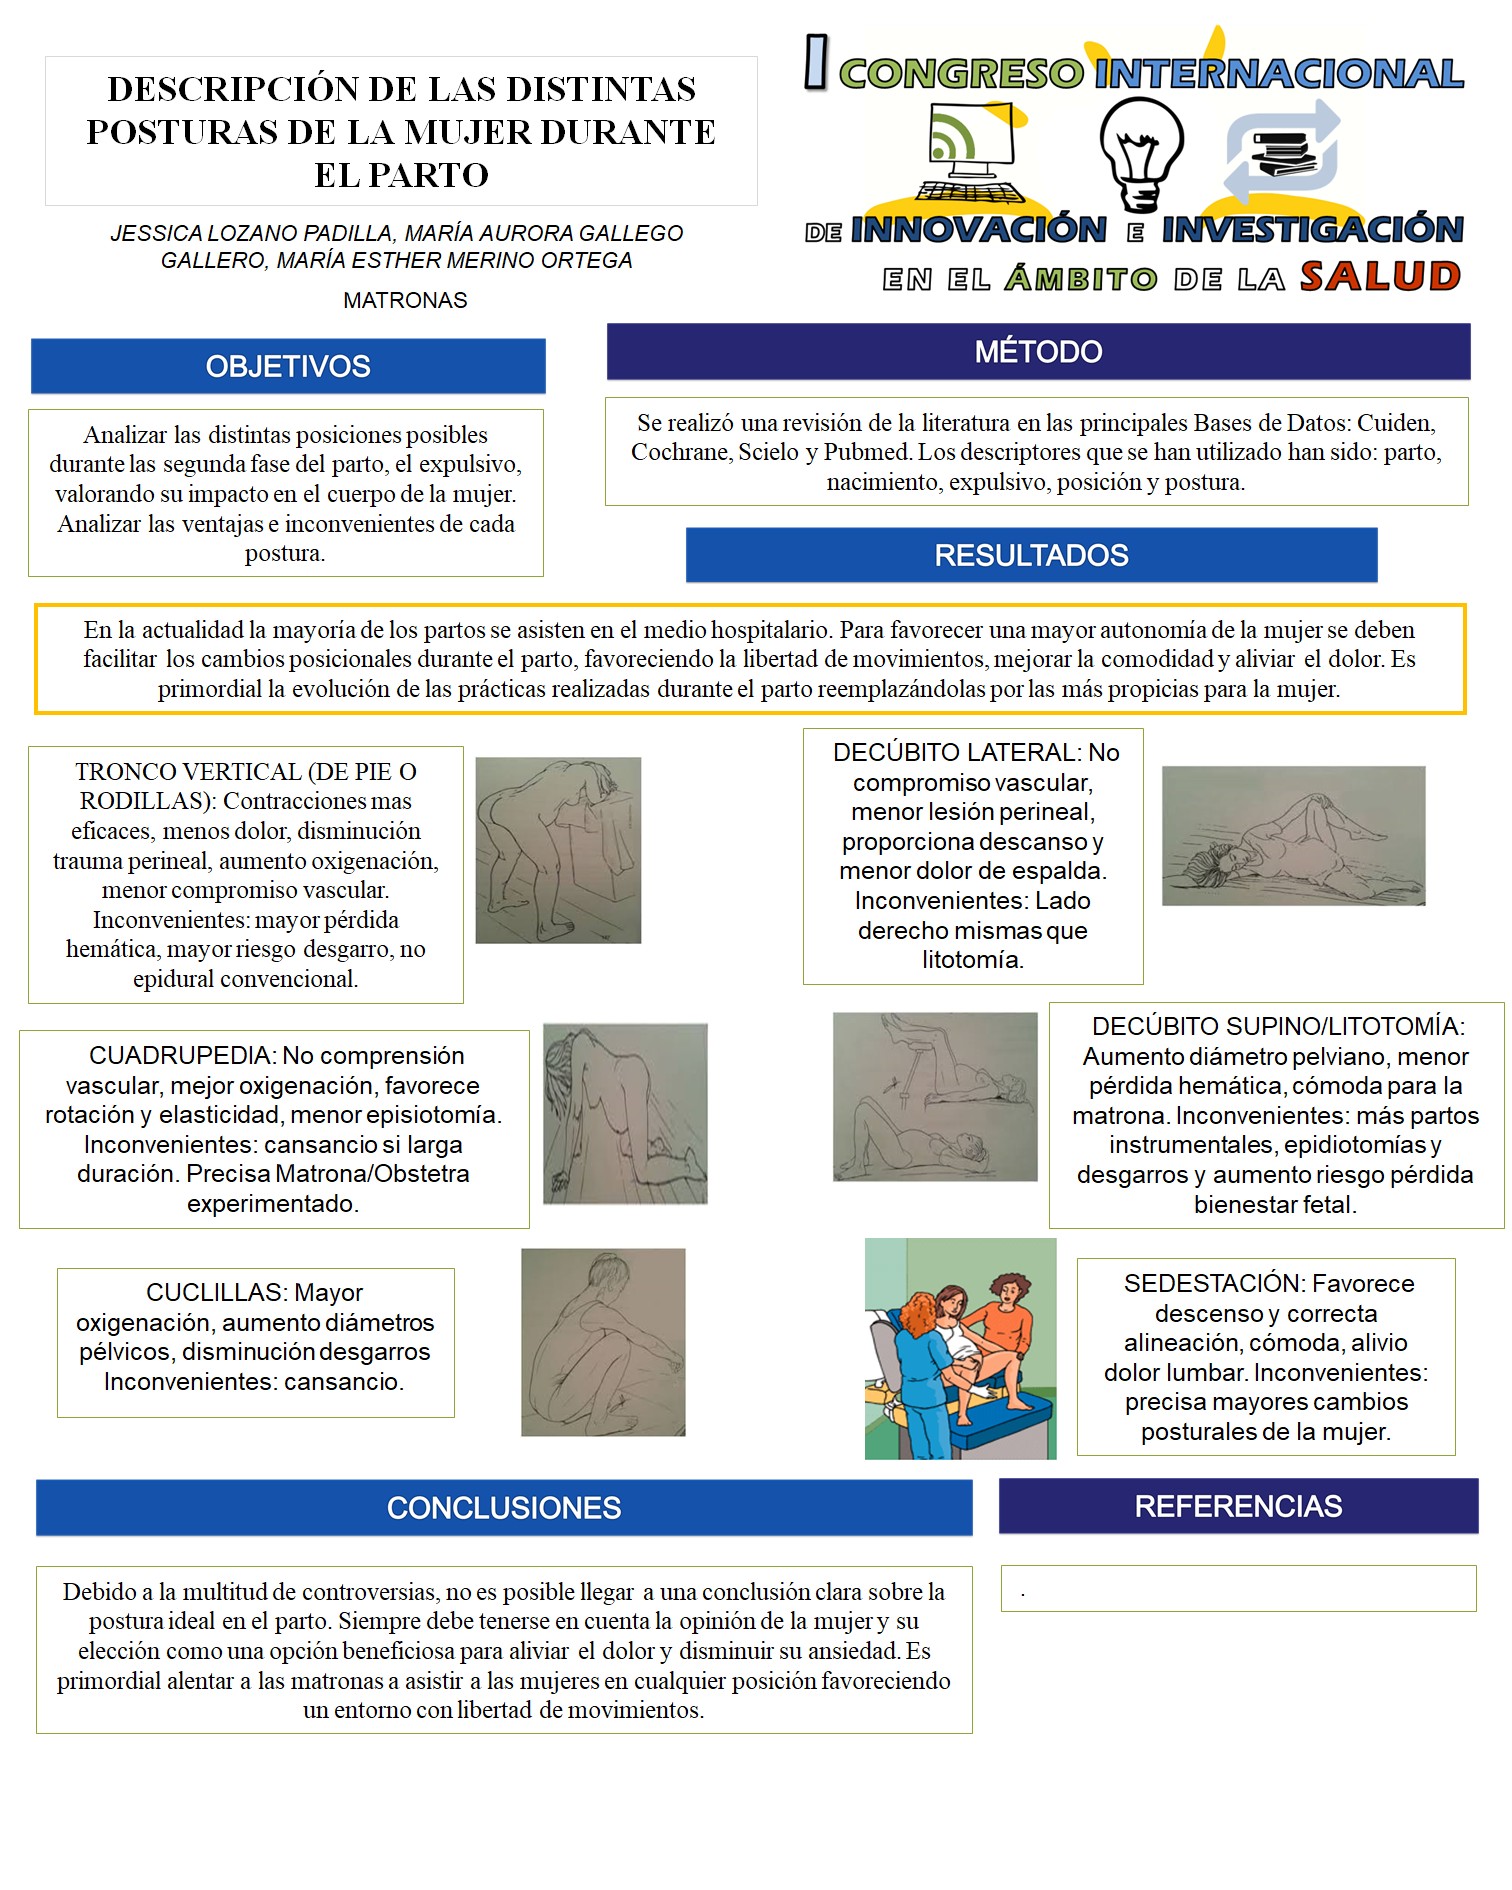 DESCRIPCIÓN DE LAS DISTINTAS
POSTURAS DE LA MUJER DURANTE
EL PARTO
JESSICA LOZANO PADILLA, MARÍA AURORA GALLEGO
GALLERO, MARÍA ESTHER MERINO ORTEGA
MATRONAS
I CONGRESO INTERNACIONAL
DE INNOVACIÓN E INVESTIGACIÓN
EN EL ÁMBITO DE LA SALUD
OBJETIVOS
Analizar las distintas posiciones posibles
durante las segunda fase del parto, el expulsivo,
valorando su impacto en el cuerpo de la mujer.
Analizar las ventajas e inconvenientes de cada
postura.
MÉTODO
Se realizó una revisión de la literatura en las principales Bases de Datos: Cuiden,
Cochrane, Scielo y Pubmed. Los descriptores que se han utilizado han sido: parto,
nacimiento, expulsivo, posición y postura.
RESULTADOS
En la actualidad la mayoría de los partos se asisten en el medio hospitalario. Para favorecer una mayor autonomía de la mujer se deben
facilitar los cambios posicionales durante el parto, favoreciendo la libertad de movimientos, mejorar la comodidad y aliviar el dolor. Es
primordial la evolución de las prácticas realizadas durante el parto reemplazándolas por las más propicias para la mujer.
TRONCO VERTICAL (DE PIE O
RODILLAS): Contracciones mas
eficaces, menos dolor, disminución
trauma perineal, aumento oxigenación,
menor compromiso vascular.
Inconvenientes: mayor pérdida
hemática, mayor riesgo desgarro, no
epidural convencional.
DECÚBITO LATERAL: No
compromiso vascular,
menor lesión perineal,
proporciona descanso y
menor dolor de espalda.
Inconvenientes: Lado
derecho mismas que
litotomía.
CUADRUPEDIA: No comprensión
vascular, mejor oxigenación, favorece
rotación y elasticidad, menor episiotomía.
Inconvenientes: cansancio si larga
duración. Precisa Matrona/Obstetra
experimentado.
DECÚBITO SUPINO/LITOTOMÍA:
Aumento diámetro pelviano, menor
pérdida hemática, cómoda para la
matrona. Inconvenientes: más partos
instrumentales, epidiotomías y
desgarros y aumento riesgo pérdida
bienestar fetal.
CUCLILLAS: Mayor
oxigenación, aumento diámetros
pélvicos, disminución desgarros
Inconvenientes: cansancio.
SEDESTACIÓN: Favorece
descenso y correcta
alineación, cómoda, alivio
dolor lumbar. Inconvenientes:
precisa mayores cambios
posturales de la mujer.
CONCLUSIONES
Debido a la multitud de controversias, no es posible llegar a una conclusión clara sobre la
postura ideal en el parto. Siempre debe tenerse en cuenta la opinión de la mujer y su
elección como una opción beneficiosa para aliviar el dolor y disminuir su ansiedad. Es
primordial alentar a las matronas a asistir a las mujeres en cualquier posición favoreciendo
un entorno con libertad de movimientos.
REFERENCIAS
.